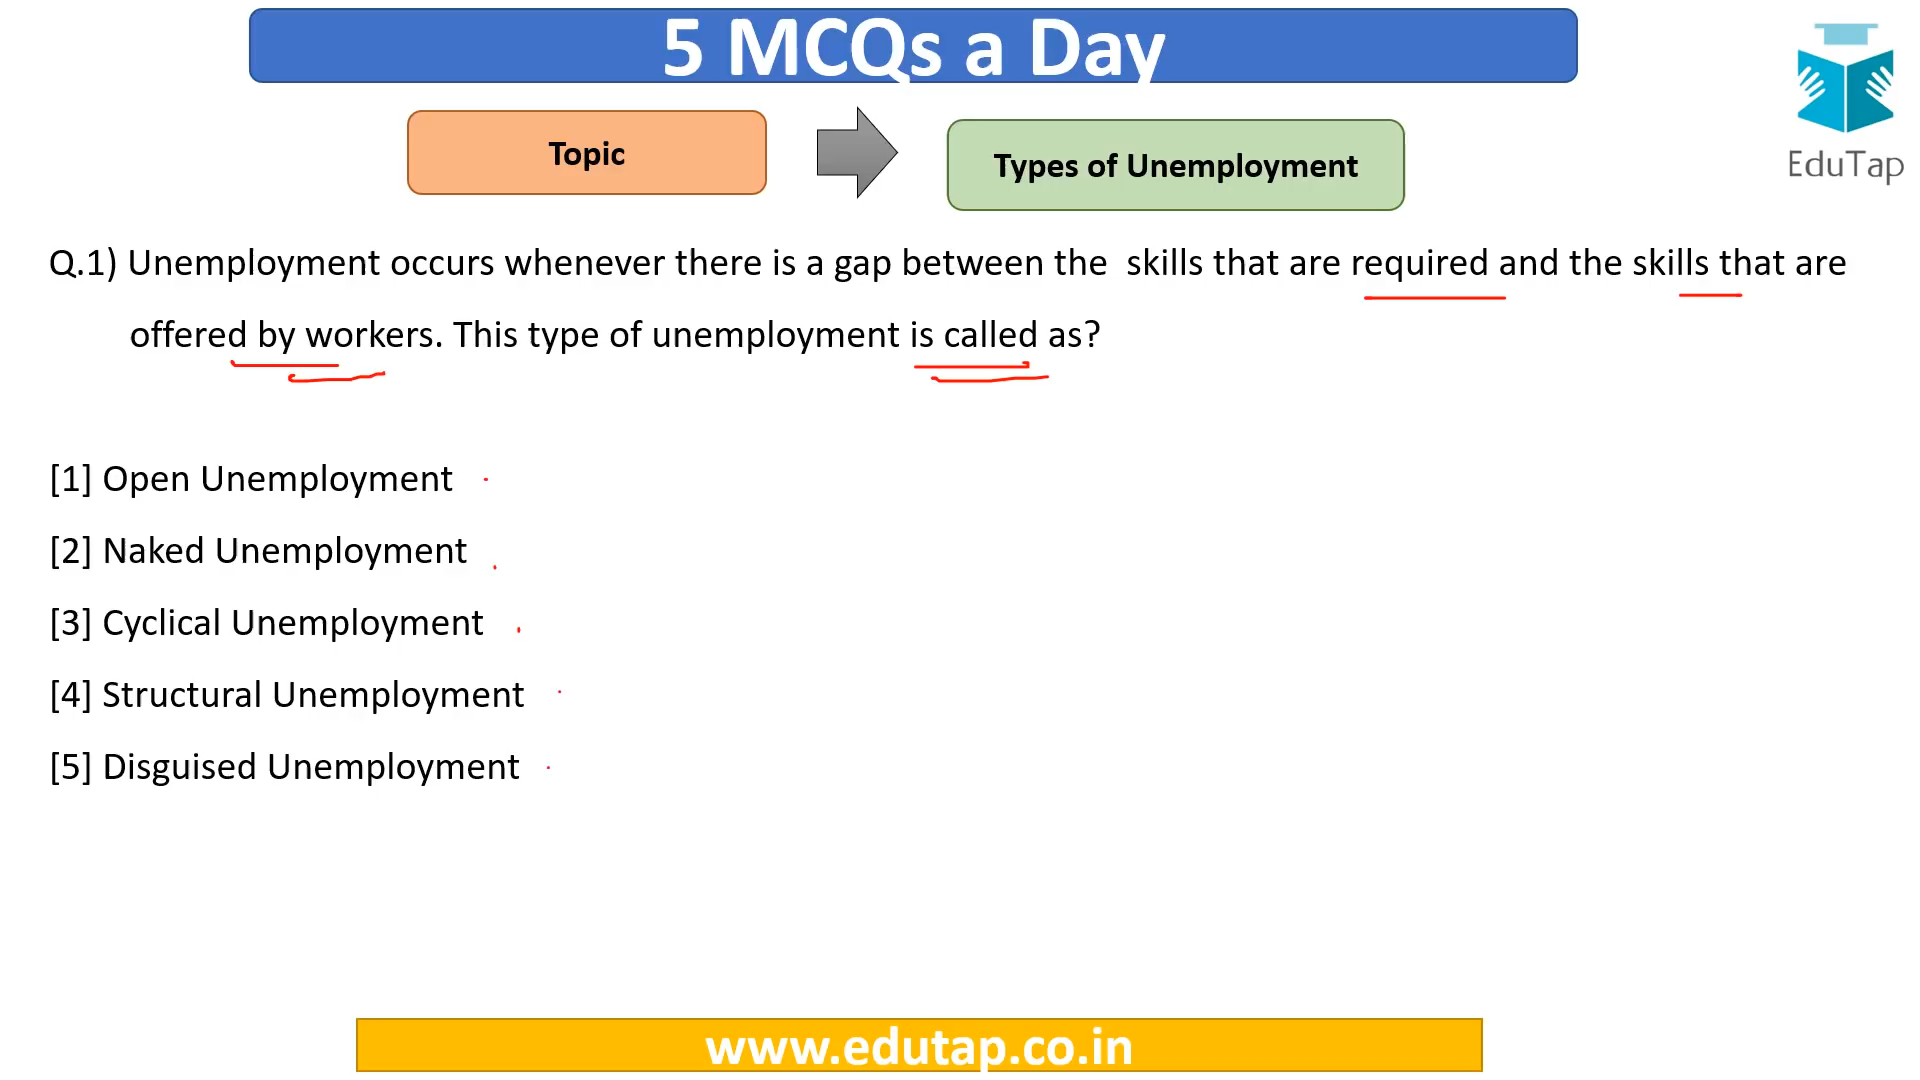 5 MCQs a Day
Topic
Types of Unemployment
EduTap
Q.1) Unemployment occurs whenever there is a gap between the skills that are required and the skills that are
offered by workers. This type of unemployment is called as?
[1] Open Unemployment
[2] Naked Unemployment
[3] Cyclical Unemployment
[4] Structural Unemployment
[5] Disguised Unemployment
www.edutap.co.in